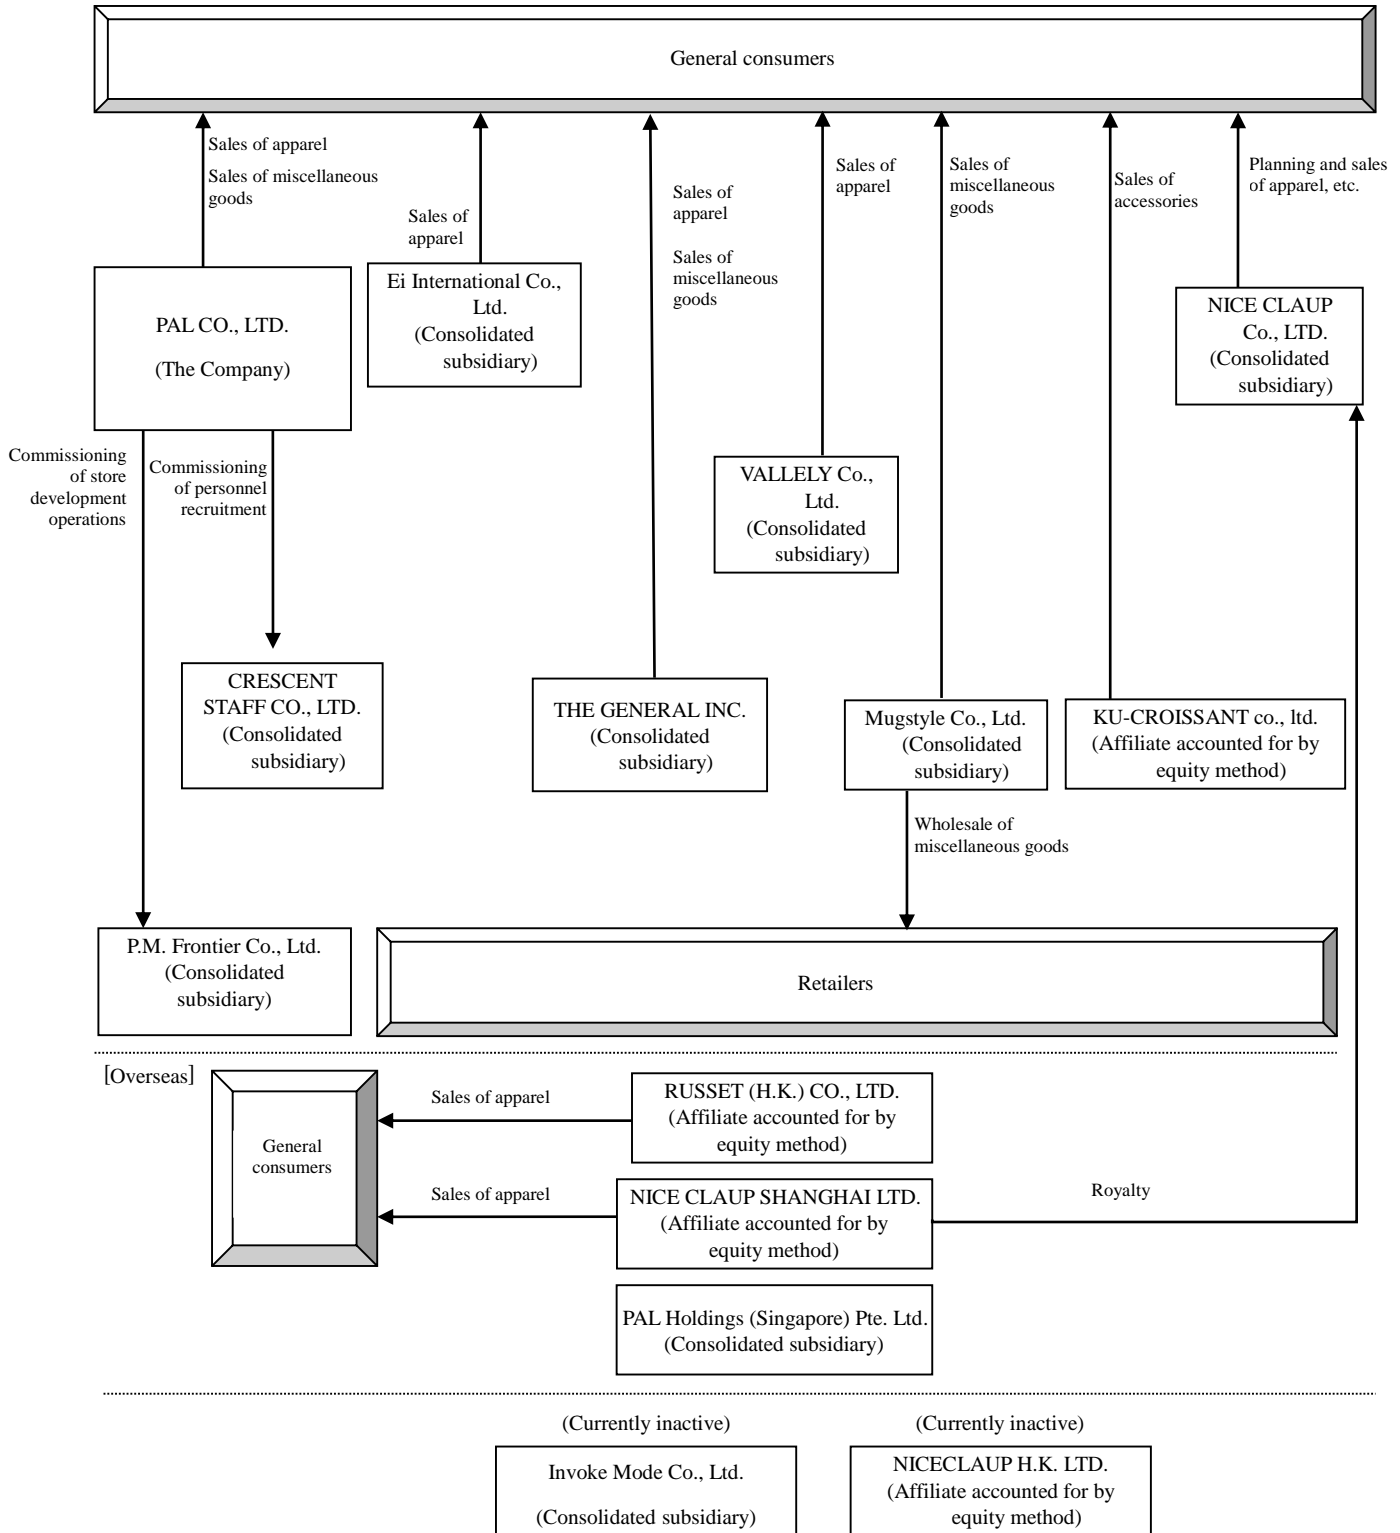 General consumers
Sales of apparel
Sales of miscellaneous
goods
Sales of
apparel
Sales of
apparel
Sales of
miscellaneous
goods
Sales of
apparel
Sales of
miscellaneous
goods
Sales of
accessories
Planning and sales
of apparel, etc.
PAL CO., LTD.
(The Company)
Ei International Co.,
Ltd.
(Consolidated
subsidiary)
NICE CLAUP
Co., LTD.
(Consolidated
subsidiary)
Commissioning
of store
development
operations
Commissioning
of personnel
recruitment
VALLELY Co.,
Ltd.
(Consolidated
subsidiary)
CRESCENT
STAFF CO., LTD.
(Consolidated
subsidiary)
THE GENERAL INC.
(Consolidated
subsidiary)
Mugstyle Co., Ltd.
(Consolidated
subsidiary)
KU-CROISSANT co., ltd.
(Affiliate accounted for by
equity method)
Wholesale of
miscellaneous goods
P.M. Frontier Co., Ltd.
(Consolidated
subsidiary)
Retailers
[Overseas]
General
consumers
Sales of apparel
RUSSET (H.K.) CO., LTD.
(Affiliate accounted for by
equity method)
Sales of apparel
NICE CLAUP SHANGHAI LTD.
(Affiliate accounted for by
equity method)
Royalty
PAL Holdings (Singapore) Pte. Ltd.
(Consolidated subsidiary)
(Currently inactive)
Invoke Mode Co., Ltd.
(Consolidated subsidiary)
(Currently inactive)
NICECLAUP H.K. LTD.
(Affiliate accounted for by
equity method)